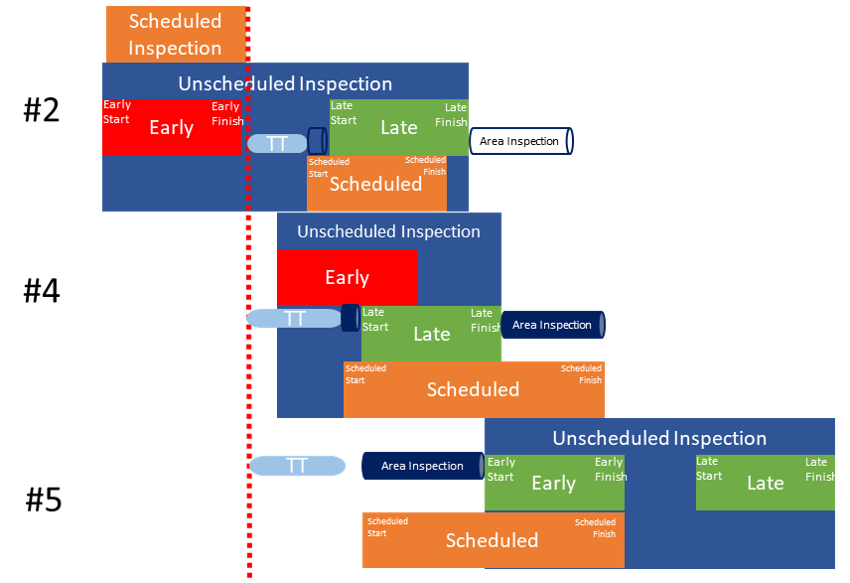 Scheduled
Inspection
Unscheduled Inspection
#2
Early
Start
Early
Early
Finish
Late
Start
Late
Late
Finish
TT
Area Inspection
Scheduled
Start
Scheduled
Scheduled
Finish
Unscheduled Inspection
#4
Early
TT
Late
Start
Late
Late
Finish
Area Inspection
Scheduled
Start
Scheduled
Scheduled
Finish
Unscheduled Inspection
#5
TT
Area Inspection
Early
Start
Early
Early
Finish
Late
Start
Late
Late
Finish
Scheduled
Start
Scheduled
Scheduled
Finish